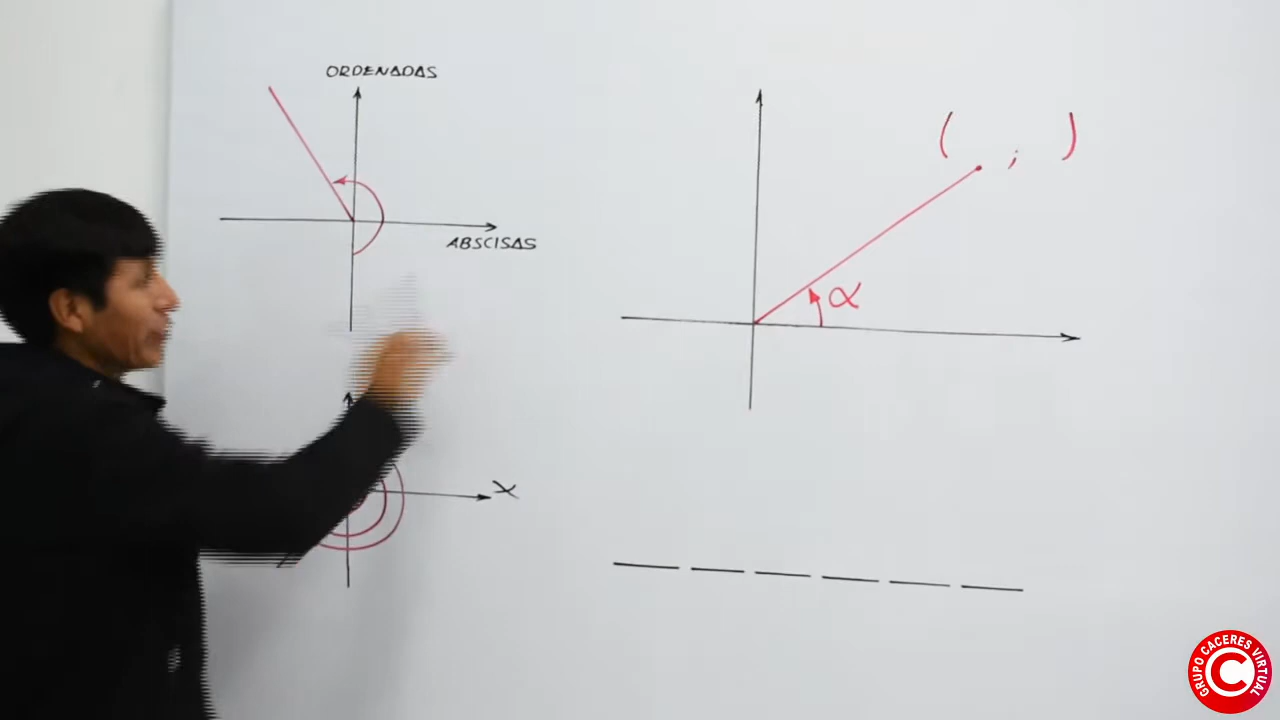 ORDENADAS
ABSCISAS
( ; )
α
X
GRUPO CACERES VIRTUAL
C